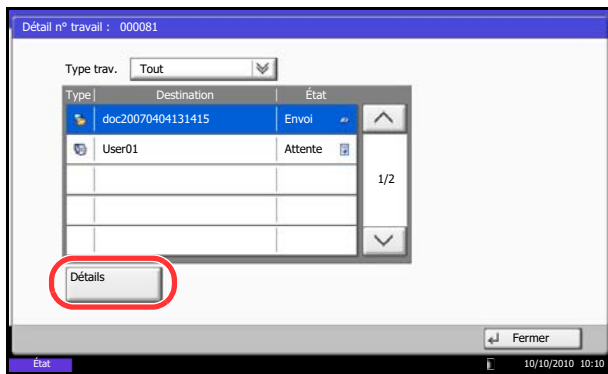 Détail n° travail : 000081
Type trav. Tout
Type Destination État
doc20070404131415 Envoi
User01 Attente
1/2
Détails
Fermer
État 10/10/2010 10:10